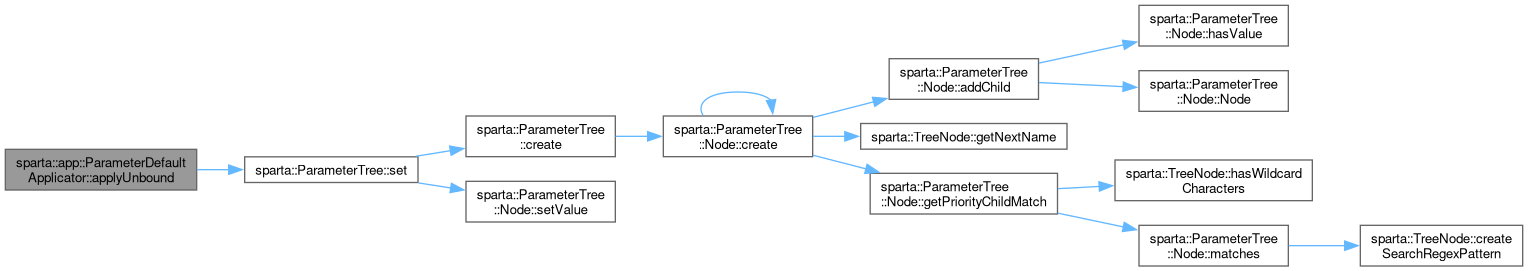 sparta::app::ParameterDefault
Applicator::applyUnbound
sparta::ParameterTree::set
sparta::ParameterTree
::create
sparta::ParameterTree
::Node::setValue
sparta::ParameterTree
::Node::create
sparta::ParameterTree
::Node::addChild
sparta::TreeNode::getNextName
sparta::ParameterTree
::Node::getPriorityChildMatch
sparta::ParameterTree
::Node::hasValue
sparta::ParameterTree
::Node::Node
sparta::TreeNode::hasWildcard
Characters
sparta::ParameterTree
::Node::matches
sparta::TreeNode::create
SearchRegexPattern